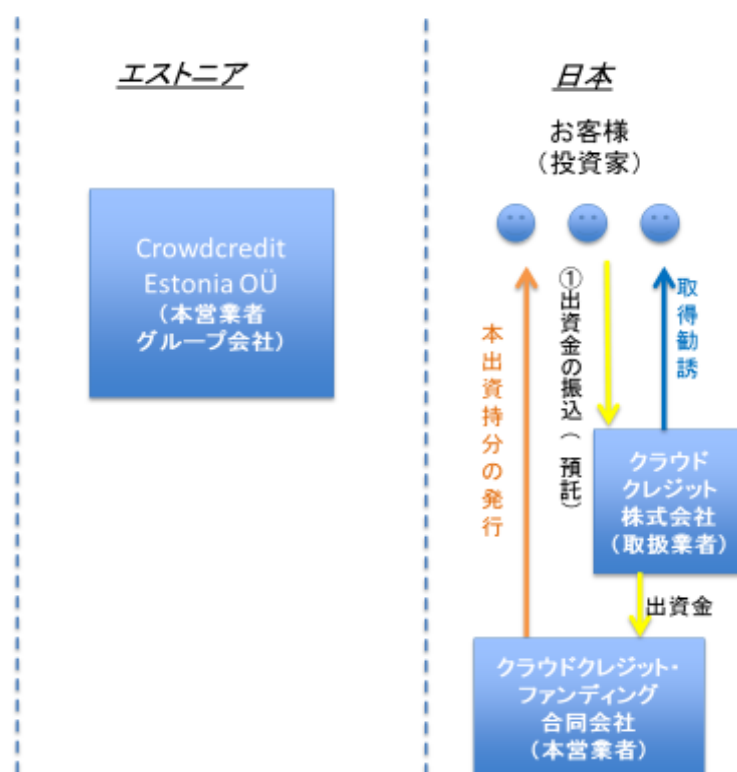 エストニア
Crowdcredit
Estonia OÜ
（本営業者
グループ会社）
日本
お客様
（投資家）
本出資持分の発行
①出資金の振込（預託）
取得勧誘
クラウド
クレジット
株式会社
（取扱業者）
出資金
クラウドクレジット・
ファンディング
合同会社
（本営業者）